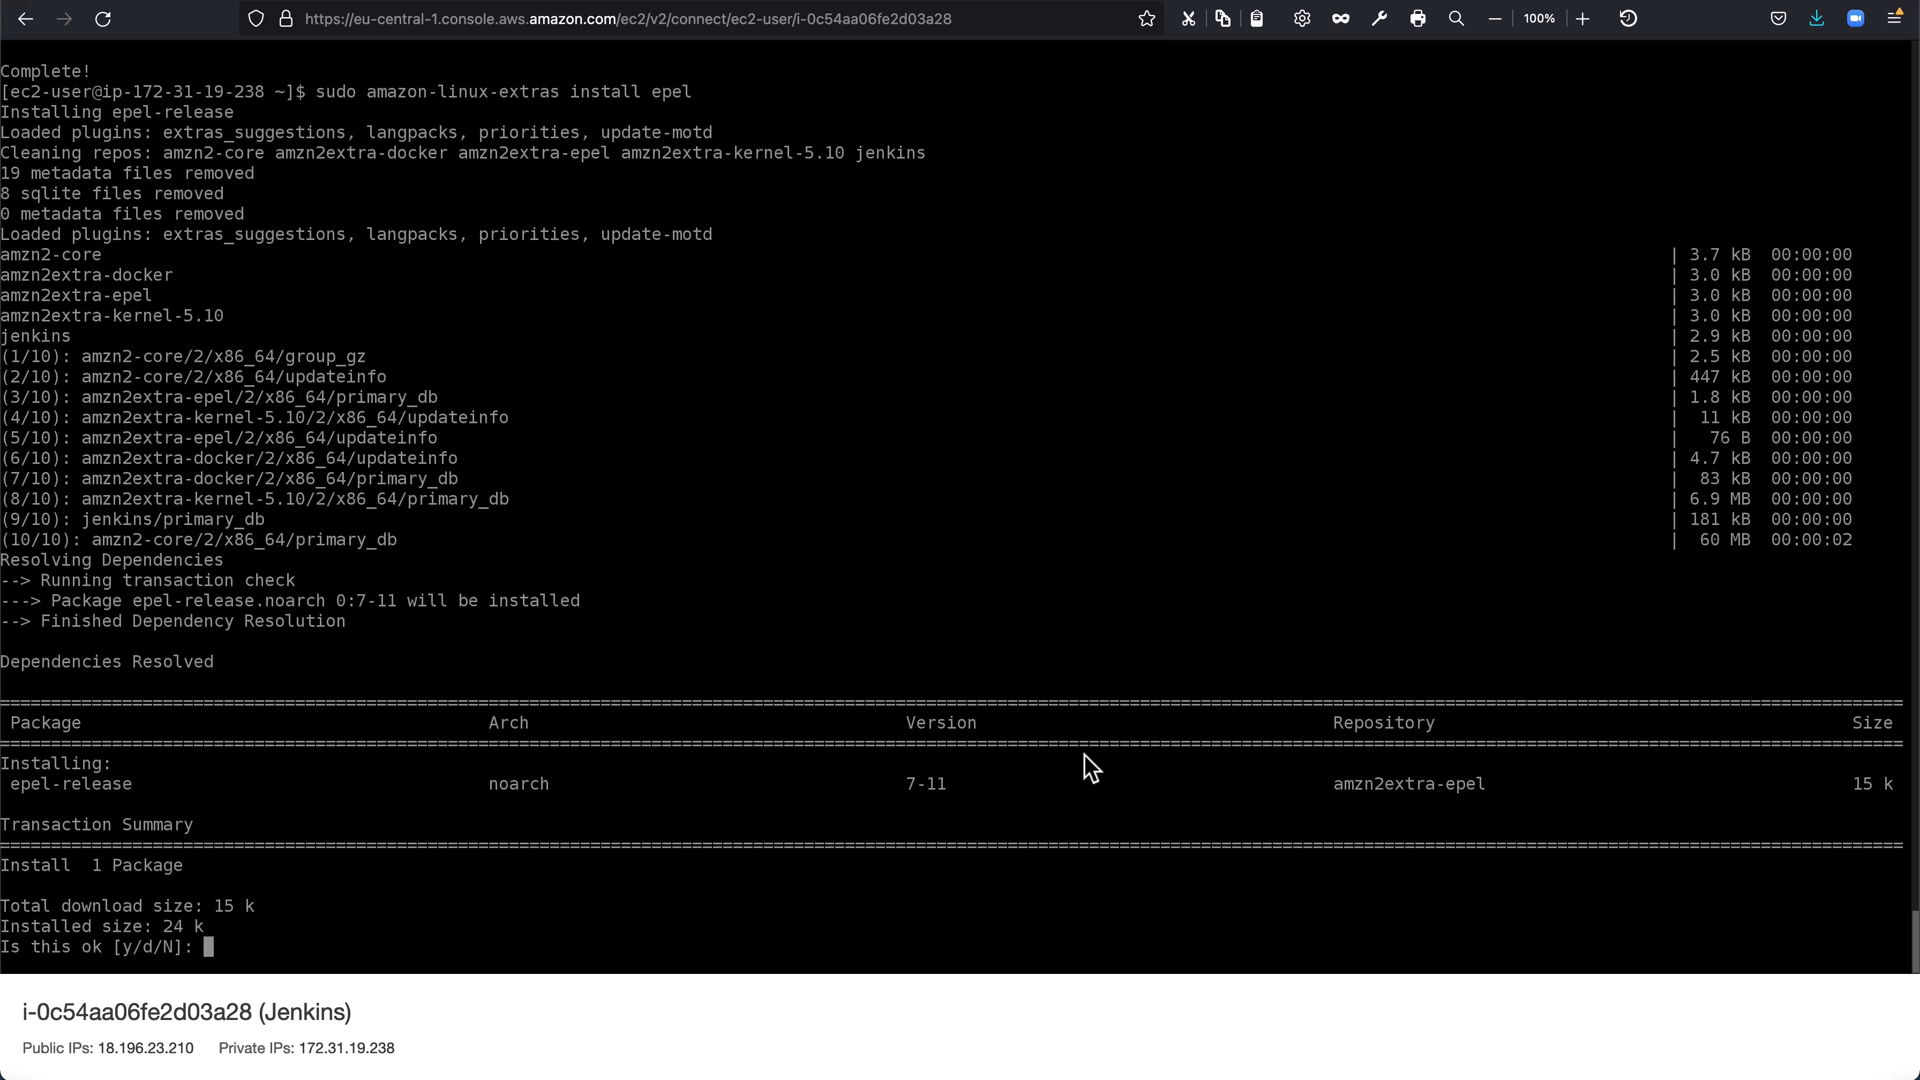 https://eu-central-1.console.aws.amazon.com/ec2/v2/connect/ec2-user/i-0c54aa06fe2d03a28
100%
Complete!
[ec2-user@ip-172-31-19-238 ~]$ sudo amazon-linux-extras install epel
Installing epel-release
Loaded plugins: extras_suggestions, langpacks, priorities, update-motd
Cleaning repos: amzn2-core amzn2extra-docker amzn2extra-epel amzn2extra-kernel-5.10 jenkins
19 metadata files removed
8 sqlite files removed
0 metadata files removed
Loaded plugins: extras_suggestions, langpacks, priorities, update-motd
amzn2-core | 3.7 kB 00:00:00
amzn2extra-docker | 3.0 kB 00:00:00
amzn2extra-epel | 3.0 kB 00:00:00
amzn2extra-kernel-5.10 | 3.0 kB 00:00:00
jenkins | 2.9 kB 00:00:00
(1/10): amzn2-core/2/x86_64/group_gz | 2.5 kB 00:00:00
(2/10): amzn2-core/2/x86_64/updateinfo | 447 kB 00:00:00
(3/10): amzn2extra-epel/2/x86_64/primary_db | 1.8 kB 00:00:00
(4/10): amzn2extra-kernel-5.10/2/x86_64/updateinfo | 11 kB 00:00:00
(5/10): amzn2extra-epel/2/x86_64/updateinfo | 76 B 00:00:00
(6/10): amzn2extra-docker/2/x86_64/updateinfo | 4.7 kB 00:00:00
(7/10): amzn2extra-docker/2/x86_64/primary_db | 83 kB 00:00:00
(8/10): amzn2extra-kernel-5.10/2/x86_64/primary_db | 6.9 MB 00:00:00
(9/10): jenkins/primary_db | 181 kB 00:00:00
(10/10): amzn2-core/2/x86_64/primary_db | 60 MB 00:00:02
Resolving Dependencies
--> Running transaction check
---> Package epel-release.noarch 0:7-11 will be installed
--> Finished Dependency Resolution
Dependencies Resolved
Package Arch Version Repository Size
Installing:
epel-release noarch 7-11 amzn2extra-epel 15 k
Transaction Summary
Install 1 Package
Total download size: 15 k
Installed size: 24 k
Is this ok [y/d/N]:
i-0c54aa06fe2d03a28 (Jenkins)
Public IPs: 18.196.23.210 Private IPs: 172.31.19.238